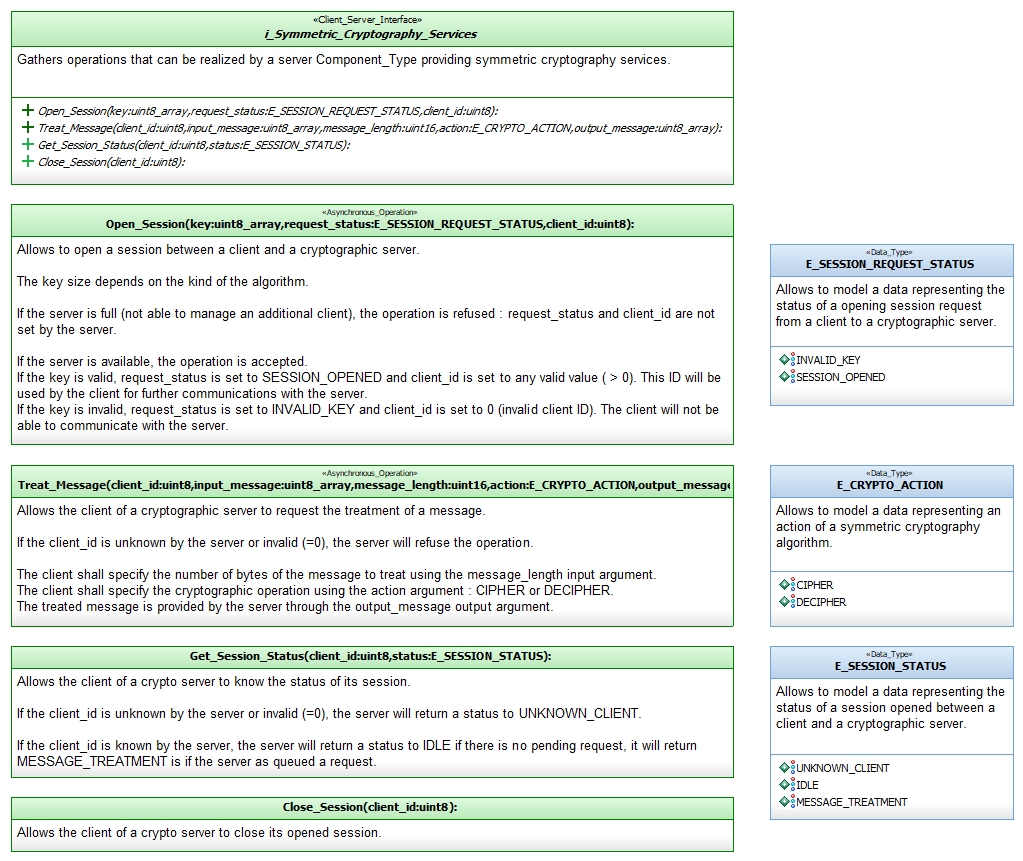 «Client_Server_Interface»
i_Symmetric_Cryptography_Services
Gathers operations that can be realized by a server Component_Type providing symmetric cryptography services.
Open_Session(key:uint8_array,request_status:E_SESSION_REQUEST_STATUS,client_id:uint8):
Treat_Message(client_id:uint8,input_message:uint8_array,message_length:uint16,action:E_CRYPTO_ACTION,output_message:uint8_array):
Get_Session_Status(client_id:uint8,status:E_SESSION_STATUS):
Close_Session(client_id:uint8):
«Asynchronous_Operation»
Open_Session(key:uint8_array,request_status:E_SESSION_REQUEST_STATUS,client_id:uint8):
Allows to open a session between a client and a cryptographic server.
The key size depends on the kind of the algorithm.
If the server is full (not able to manage an additional client), the operation is refused : request_status and client_id are not
set by the server.
If the server is available, the operation is accepted.
If the key is valid, request_status is set to SESSION_OPENED and client_id is set to any valid value ( > 0). This ID will be
used by the client for further communications with the server.
If the key is invalid, request_status is set to INVALID_KEY and client_id is set to 0 (invalid client ID). The client will not be
able to communicate with the server.
«Data_Type»
E_SESSION_REQUEST_STATUS
Allows to model a data representing the
status of a opening session request
from a client to a cryptographic server.
INVALID_KEY
SESSION_OPENED
«Asynchronous_Operation»
Treat_Message(client_id:uint8,input_message:uint8_array,message_length:uint16,action:E_CRYPTO_ACTION,output_message
Allows the client of a cryptographic server to request the treatment of a message.
If the client_id is unknown by the server or invalid (=0), the server will refuse the operation.
The client shall specify the number of bytes of the message to treat using the message_length input argument.
The client shall specify the cryptographic operation using the action argument : CIPHER or DECIPHER.
The treated message is provided by the server through the output_message output argument.
«Data_Type»
E_CRYPTO_ACTION
Allows to model a data representing an
action of a symmetric cryptography
algorithm.
CIPHER
DECIPHER
Get_Session_Status(client_id:uint8,status:E_SESSION_STATUS):
Allows the client of a crypto server to know the status of its session.
If the client_id is unknown by the server or invalid (=0), the server will return a status to UNKNOWN_CLIENT.
If the client_id is known by the server, the server will return a status to IDLE if there is no pending request, it will return
MESSAGE_TREATMENT is if the server as queued a request.
«Data_Type»
E_SESSION_STATUS
Allows to model a data representing the
status of a session opened between a
client and a cryptographic server.
UNKNOWN_CLIENT
IDLE
MESSAGE_TREATMENT
Close_Session(client_id:uint8):
Allows the client of a crypto server to close its opened session.